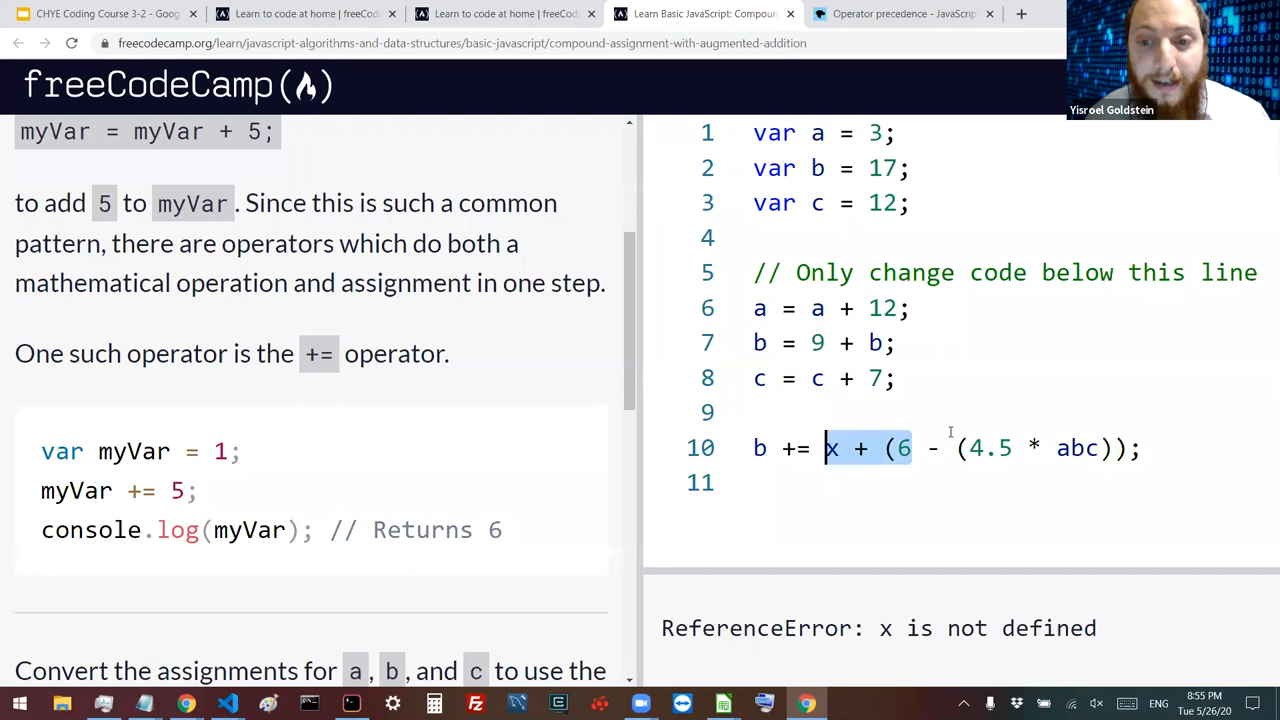 CHYE Coding Course 3-2 - Goog
Learn to code at home | freeCod
Learn to code at home | freeCod
Learn Basic JavaScript: Compoun
Operator precedence - JavaScrip
freecodecamp.org/learn/javascript-algorithms-and-data-structures/basic-javascript/compound-assignment-with-augmented-addition
Yisroel Goldstein
freeCodeCamp
myVar = myVar + 5;
to add 5 to myVar. Since this is such a common
pattern, there are operators which do both a
mathematical operation and assignment in one step.
One such operator is the += operator.
var myVar = 1;
myVar += 5;
console.log(myVar); // Returns 6
Convert the assignments for a, b, and c to use the
1 var a = 3;
2 var b = 17;
3 var c = 12;
4
5 // Only change code below this line
6 a = a + 12;
7 b = 9 + b;
8 c = c + 7;
9
10 b += x + (6 - (4.5 * abc));
11
ReferenceError: x is not defined
ENG
8:55 PM
Tue 5/26/20